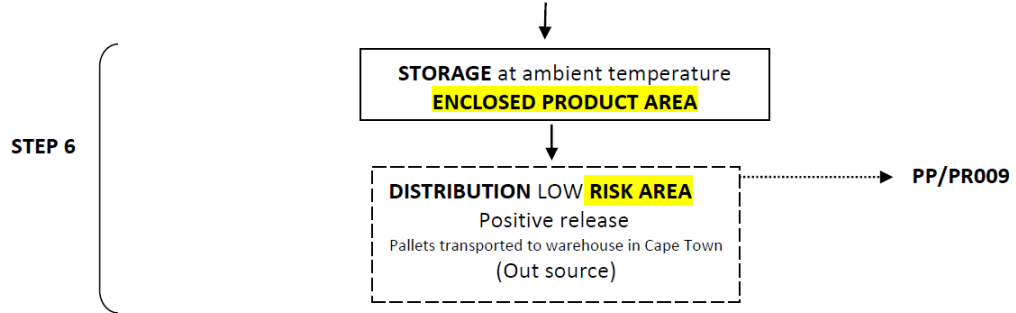 STORAGE at ambient temperature
ENCLOSED PRODUCT AREA
STEP 6
DISTRIBUTION LOW RISK AREA
PP/PR009
Positive release
Pallets transported to warehouse in Cape Town
(Out source)